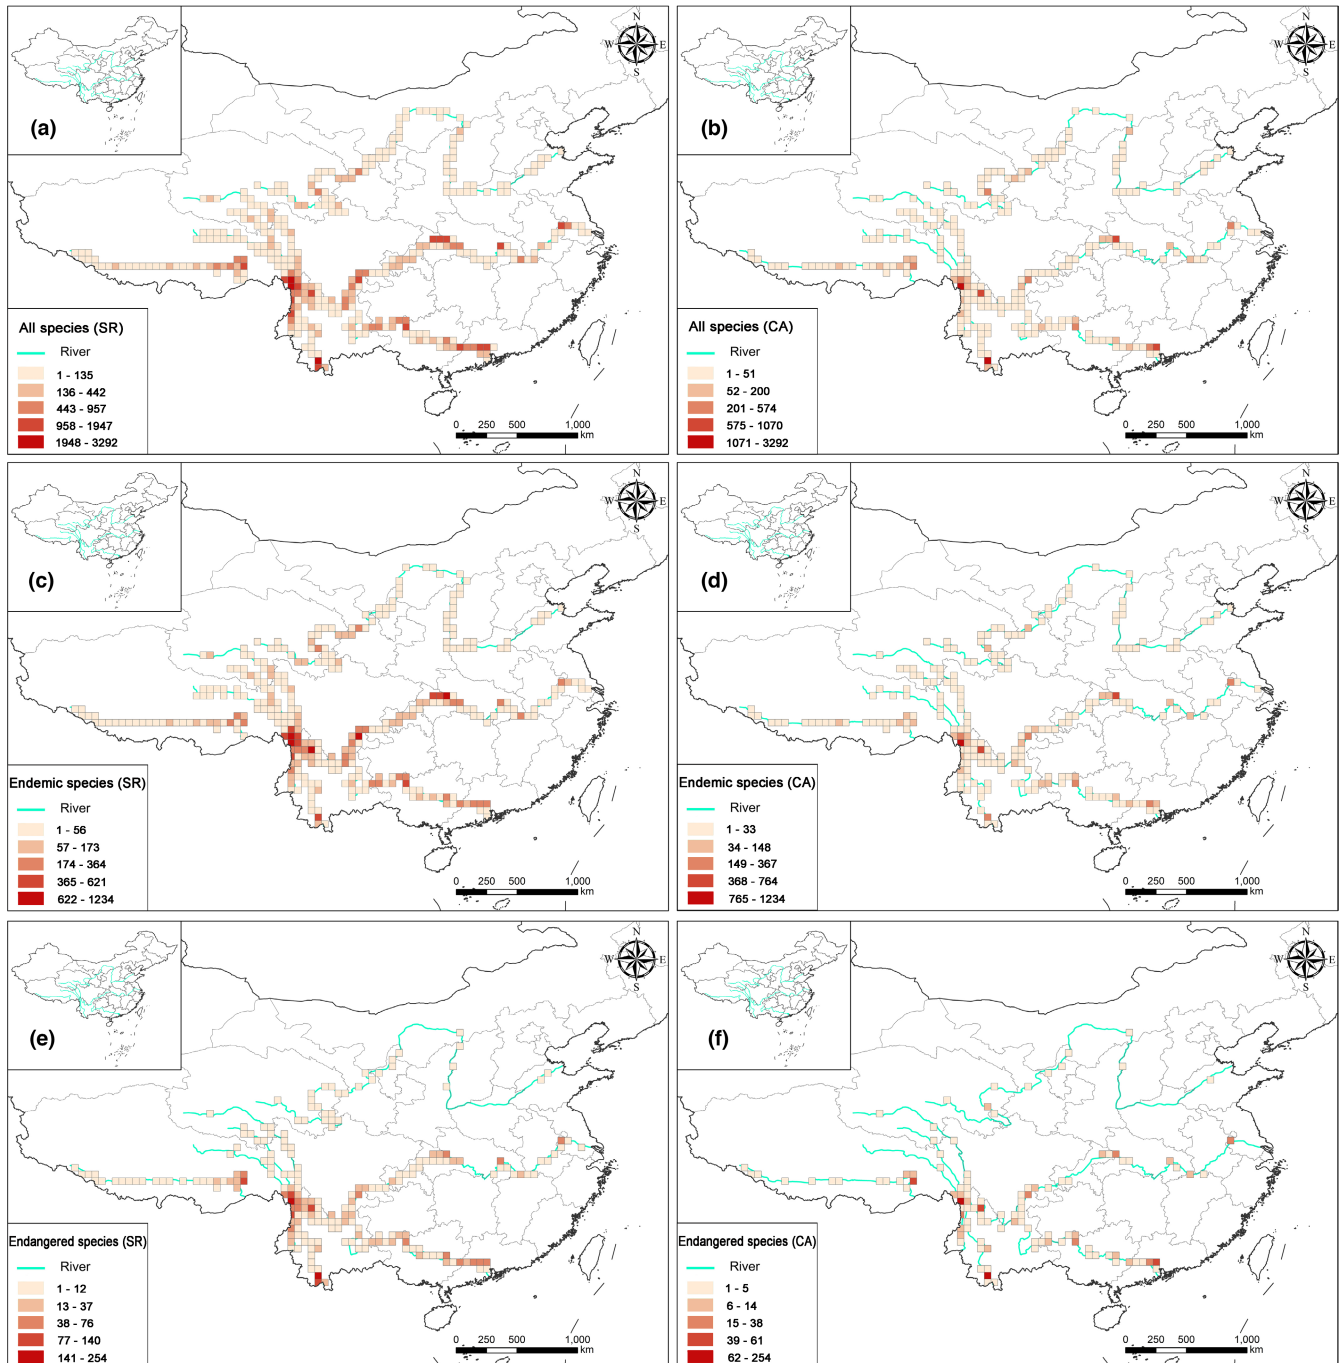 (a)
N
W E
S
All species (SR)
River
1 - 135
136 - 442
443 - 957
958 - 1947
1948 - 3292
0 250 500 1,000
km
(b)
N
W E
S
All species (CA)
River
1 - 51
52 - 200
201 - 574
575 - 1070
1071 - 3292
0 250 500 1,000
km
(c)
N
W E
S
Endemic species (SR)
River
1 - 56
57 - 173
174 - 364
365 - 621
622 - 1234
0 250 500 1,000
km
(d)
N
W E
S
Endemic species (CA)
River
1 - 33
34 - 148
149 - 367
368 - 764
765 - 1234
0 250 500 1,000
km
(e)
N
W E
S
Endangered species (SR)
River
1 - 12
13 - 37
38 - 76
77 - 140
141 - 254
0 250 500 1,000
km
(f)
N
W E
S
Endangered species (CA)
River
1 - 5
6 - 14
15 - 38
39 - 61
62 - 254
0 250 500 1,000
km